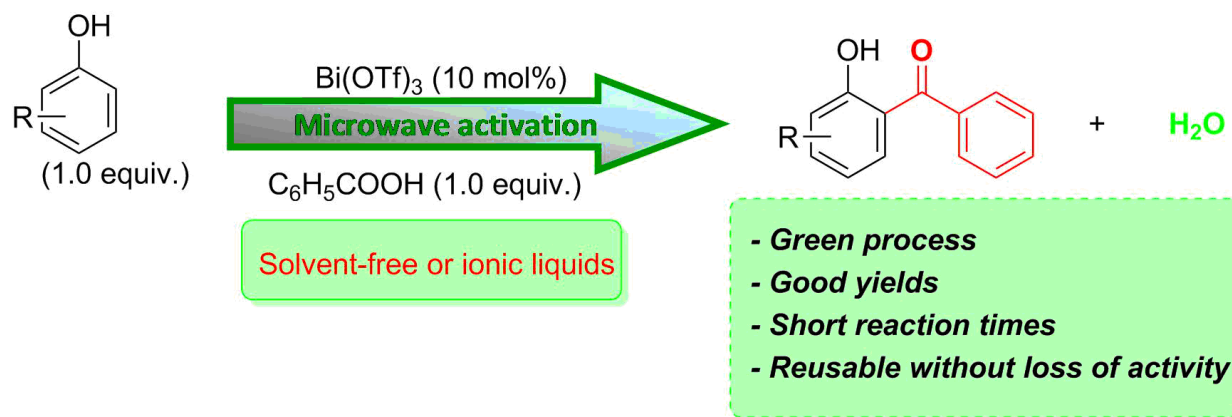 OH
R
(1.0 equiv.)
Bi(OTf)₃ (10 mol%)
Microwave activation
C₆H₅COOH (1.0 equiv.)
Solvent-free or ionic liquids
OH
O
R
+
H₂O
- Green process
- Good yields
- Short reaction times
- Reusable without loss of activity